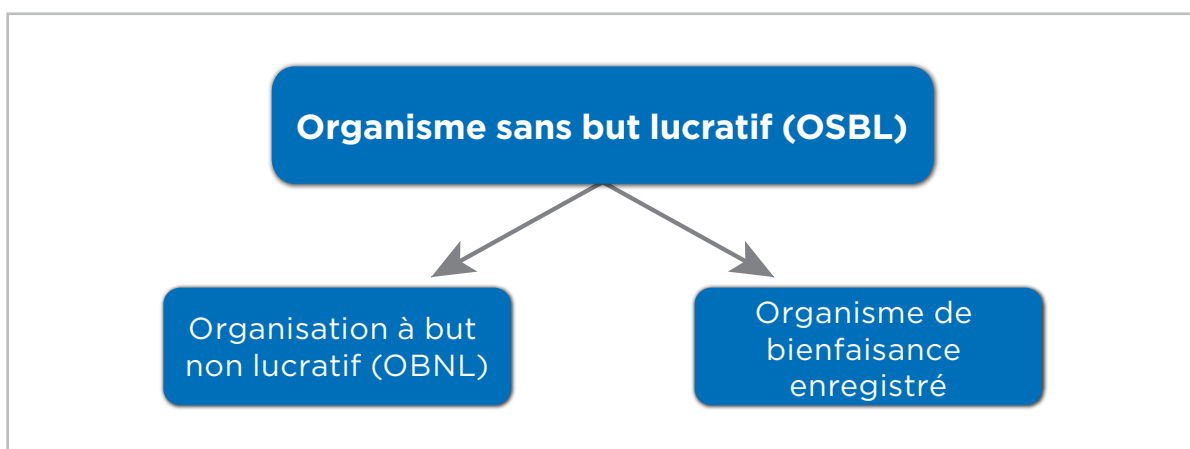 Organisme sans but lucratif (OSBL)
Organisation à but
non lucratif (OBNL)
Organisme de
bienfaisance
enregistré